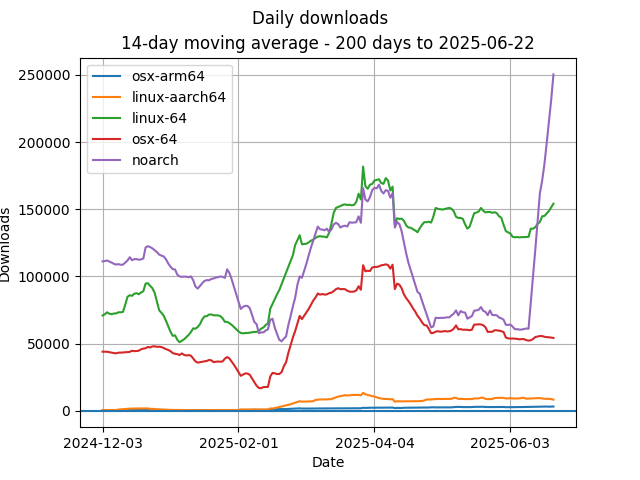 Daily downloads
14-day moving average - 200 days to 2025-06-22
osx-arm64
linux-aarch64
linux-64
osx-64
noarch
250000
200000
150000
100000
50000
0
Downloads
2024-12-03
2025-02-01
2025-04-04
2025-06-03
Date